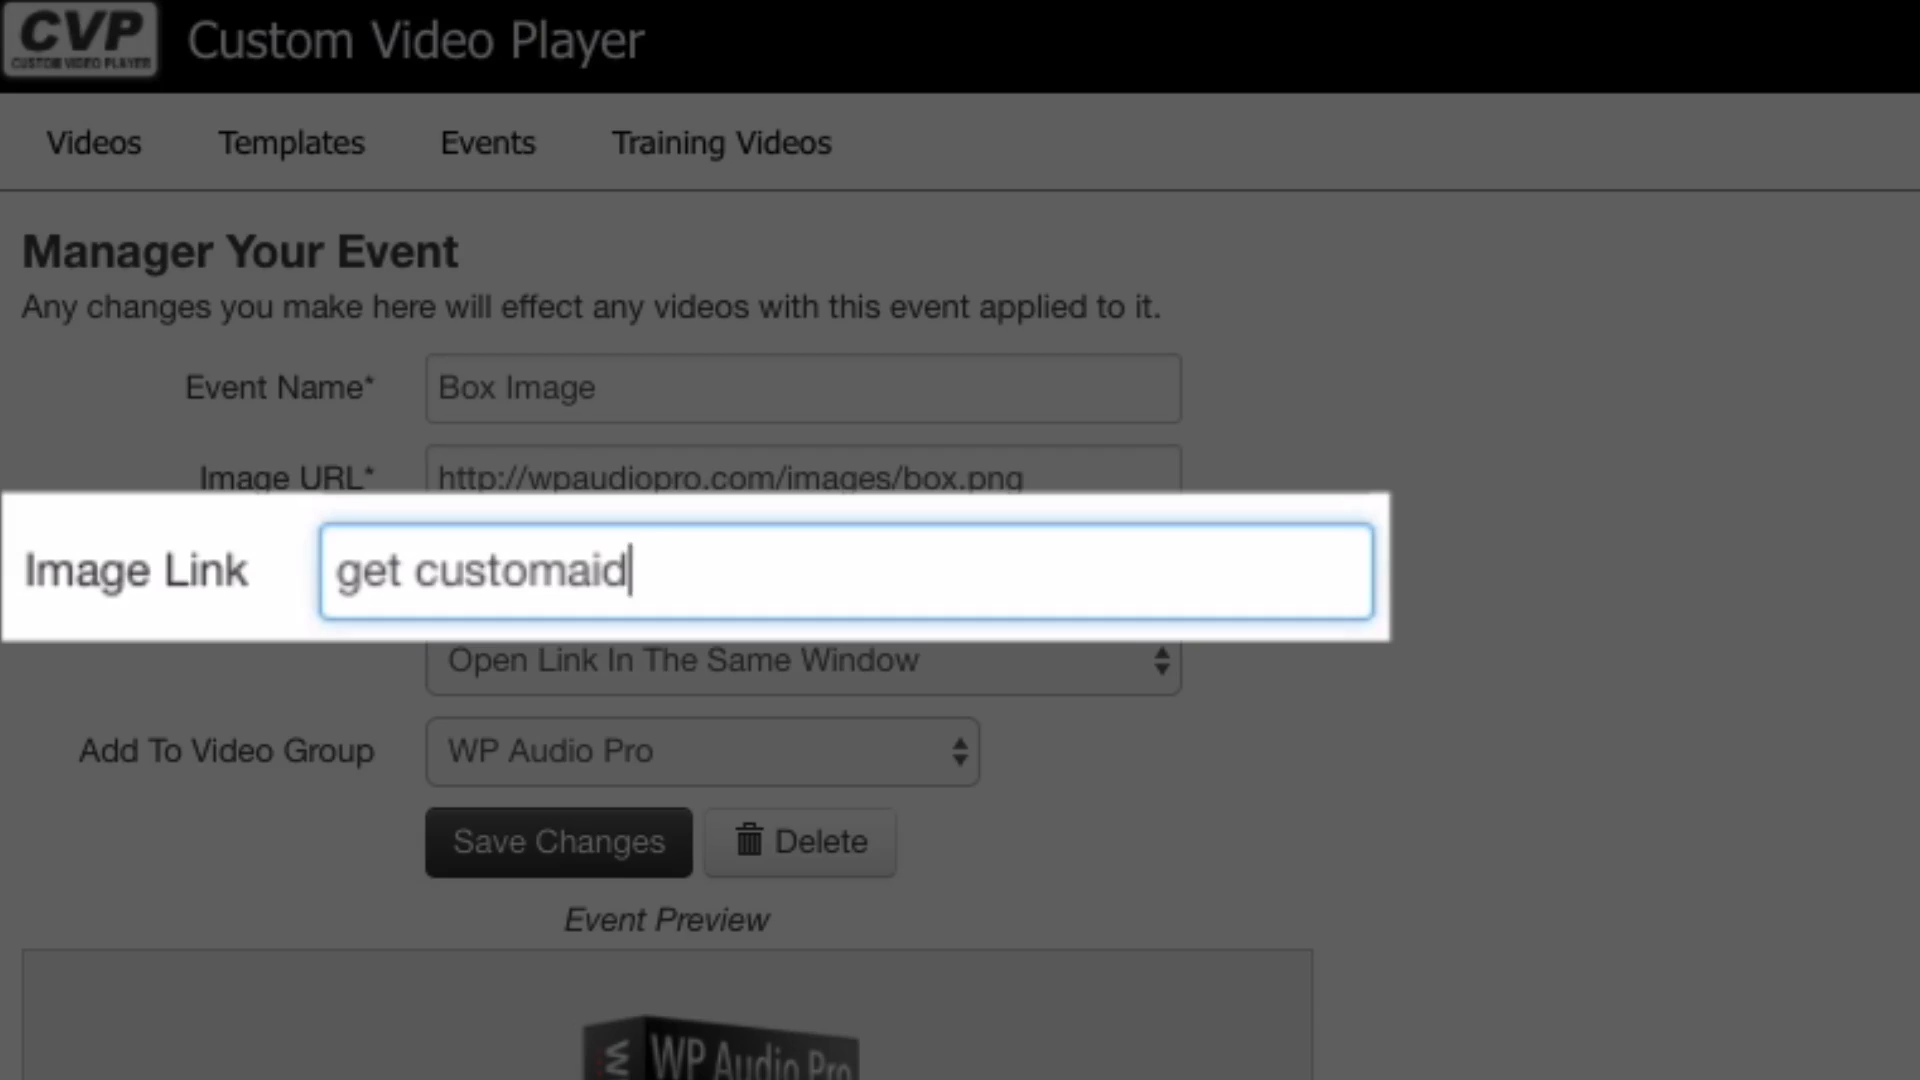 CVP
CUSTOM VIDEO PLAYER
Custom Video Player
Videos Templates Events Training Videos
Manager Your Event
Any changes you make here will effect any videos with this event applied to it.
Event Name* Box Image
Image URL* http://wpaudiopro.com/images/box.png
Image Link get customaid
Open Link In The Same Window
Add To Video Group WP Audio Pro
Save Changes Delete
Event Preview
W WP Audio Pro